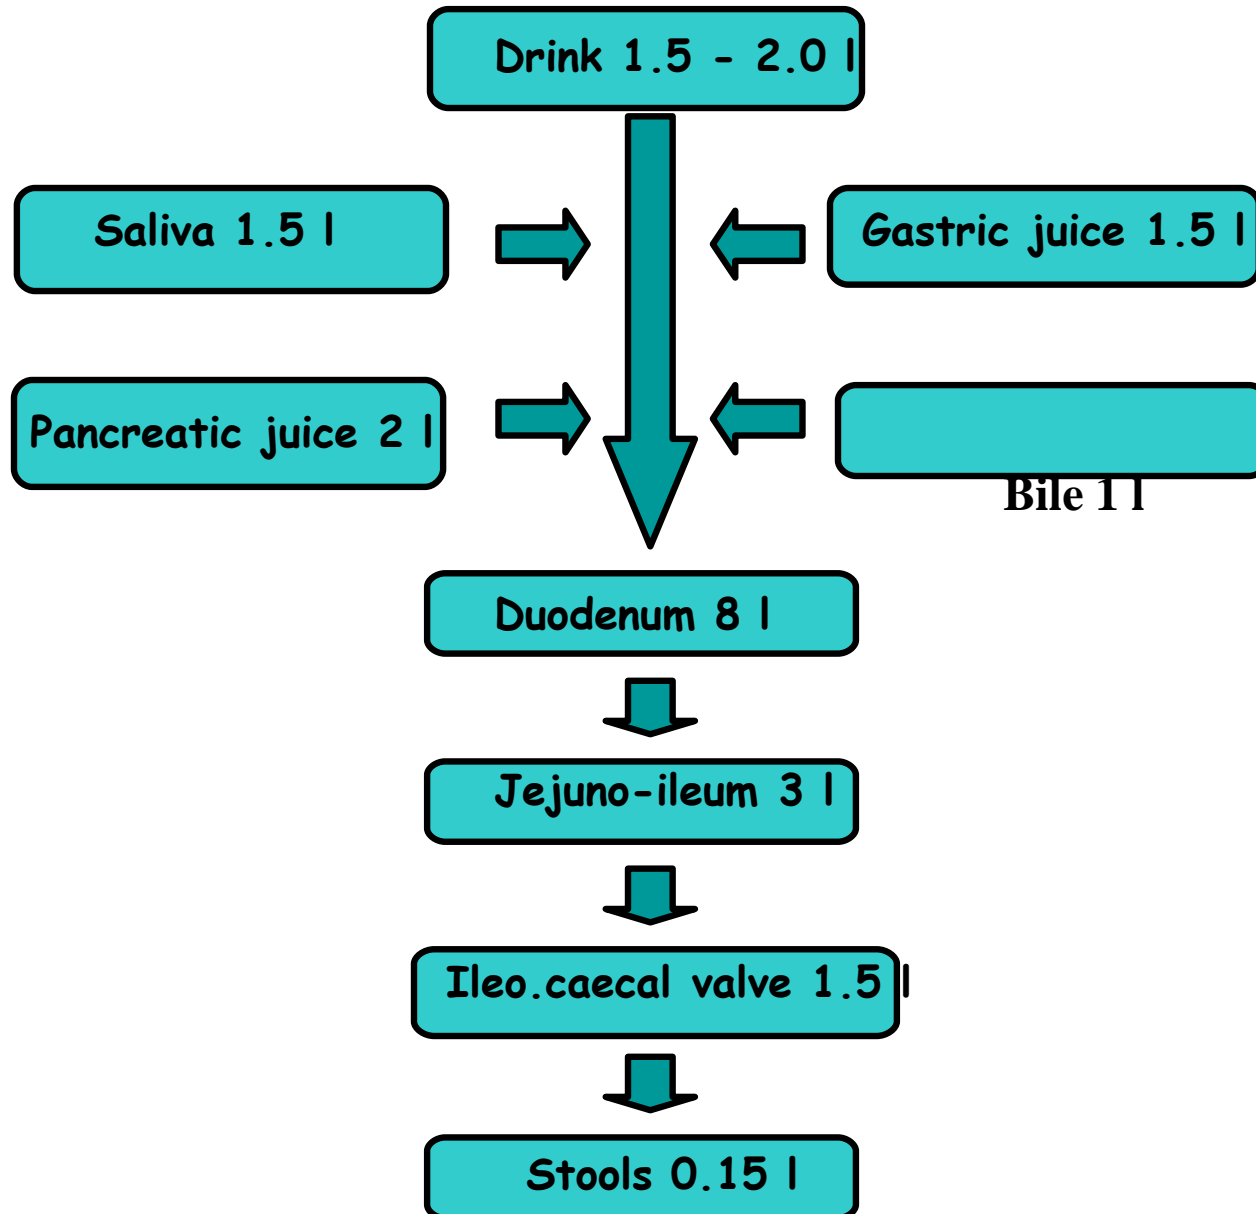 Drink 1.5 - 2.0 l
Saliva 1.5 l
Gastric juice 1.5 l
Pancreatic juice 2 l
Bile 1 l
Duodenum 8 l
Jejuno-ileum 3 l
Ileo.caecal valve 1.5 l
Stools 0.15 l